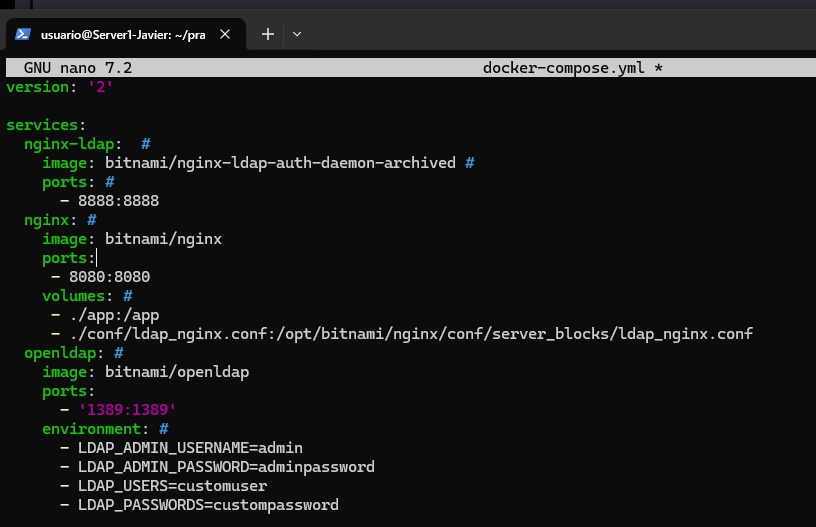 usuario@Server1-Javier: ~/pra
GNU nano 7.2 docker-compose.yml *
version: '2'
services:
nginx-ldap: #
image: bitnami/nginx-ldap-auth-daemon-archived #
ports: #
- 8888:8888
nginx: #
image: bitnami/nginx
ports:
- 8080:8080
volumes: #
- ./app:/app
- ./conf/ldap_nginx.conf:/opt/bitnami/nginx/conf/server_blocks/ldap_nginx.conf
openldap: #
image: bitnami/openldap
ports:
- '1389:1389'
environment: #
- LDAP_ADMIN_USERNAME=admin
- LDAP_ADMIN_PASSWORD=adminpassword
- LDAP_USERS=customuser
- LDAP_PASSWORDS=custompassword